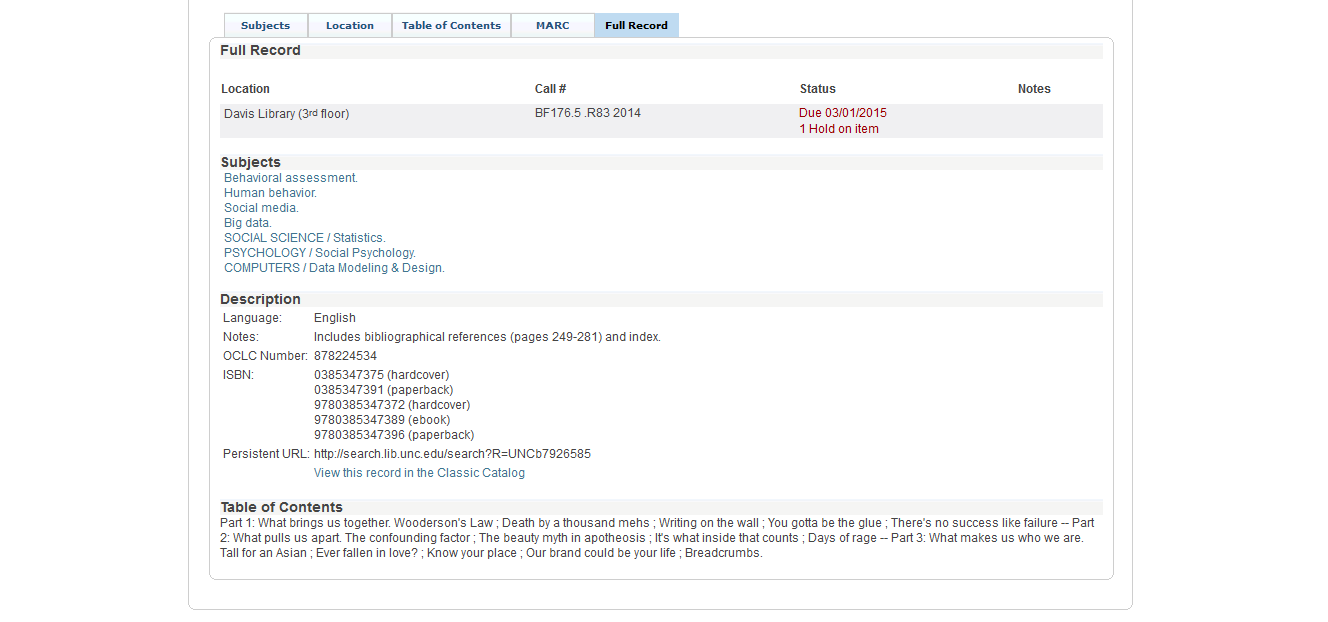 Subjects Location Table of Contents MARC Full Record
Full Record
Location Call # Status Notes
Davis Library (3rd floor) BF176.5 .R83 2014 Due 03/01/2015
1 Hold on item
Subjects
Behavioral assessment.
Human behavior.
Social media.
Big data.
SOCIAL SCIENCE / Statistics.
PSYCHOLOGY / Social Psychology.
COMPUTERS / Data Modeling & Design.
Description
Language: English
Notes: Includes bibliographical references (pages 249-281) and index.
OCLC Number: 878224534
ISBN: 0385347375 (hardcover)
0385347391 (paperback)
9780385347372 (hardcover)
9780385347389 (ebook)
9780385347396 (paperback)
Persistent URL: http://search.lib.unc.edu/search?R=UNCb7926585
View this record in the Classic Catalog
Table of Contents
Part 1: What brings us together. Wooderson's Law ; Death by a thousand mehs ; Writing on the wall ; You gotta be the glue ; There's no success like failure -- Part
2: What pulls us apart. The confounding factor ; The beauty myth in apotheosis ; It's what inside that counts ; Days of rage -- Part 3: What makes us who we are.
Tall for an Asian ; Ever fallen in love? ; Know your place ; Our brand could be your life ; Breadcrumbs.